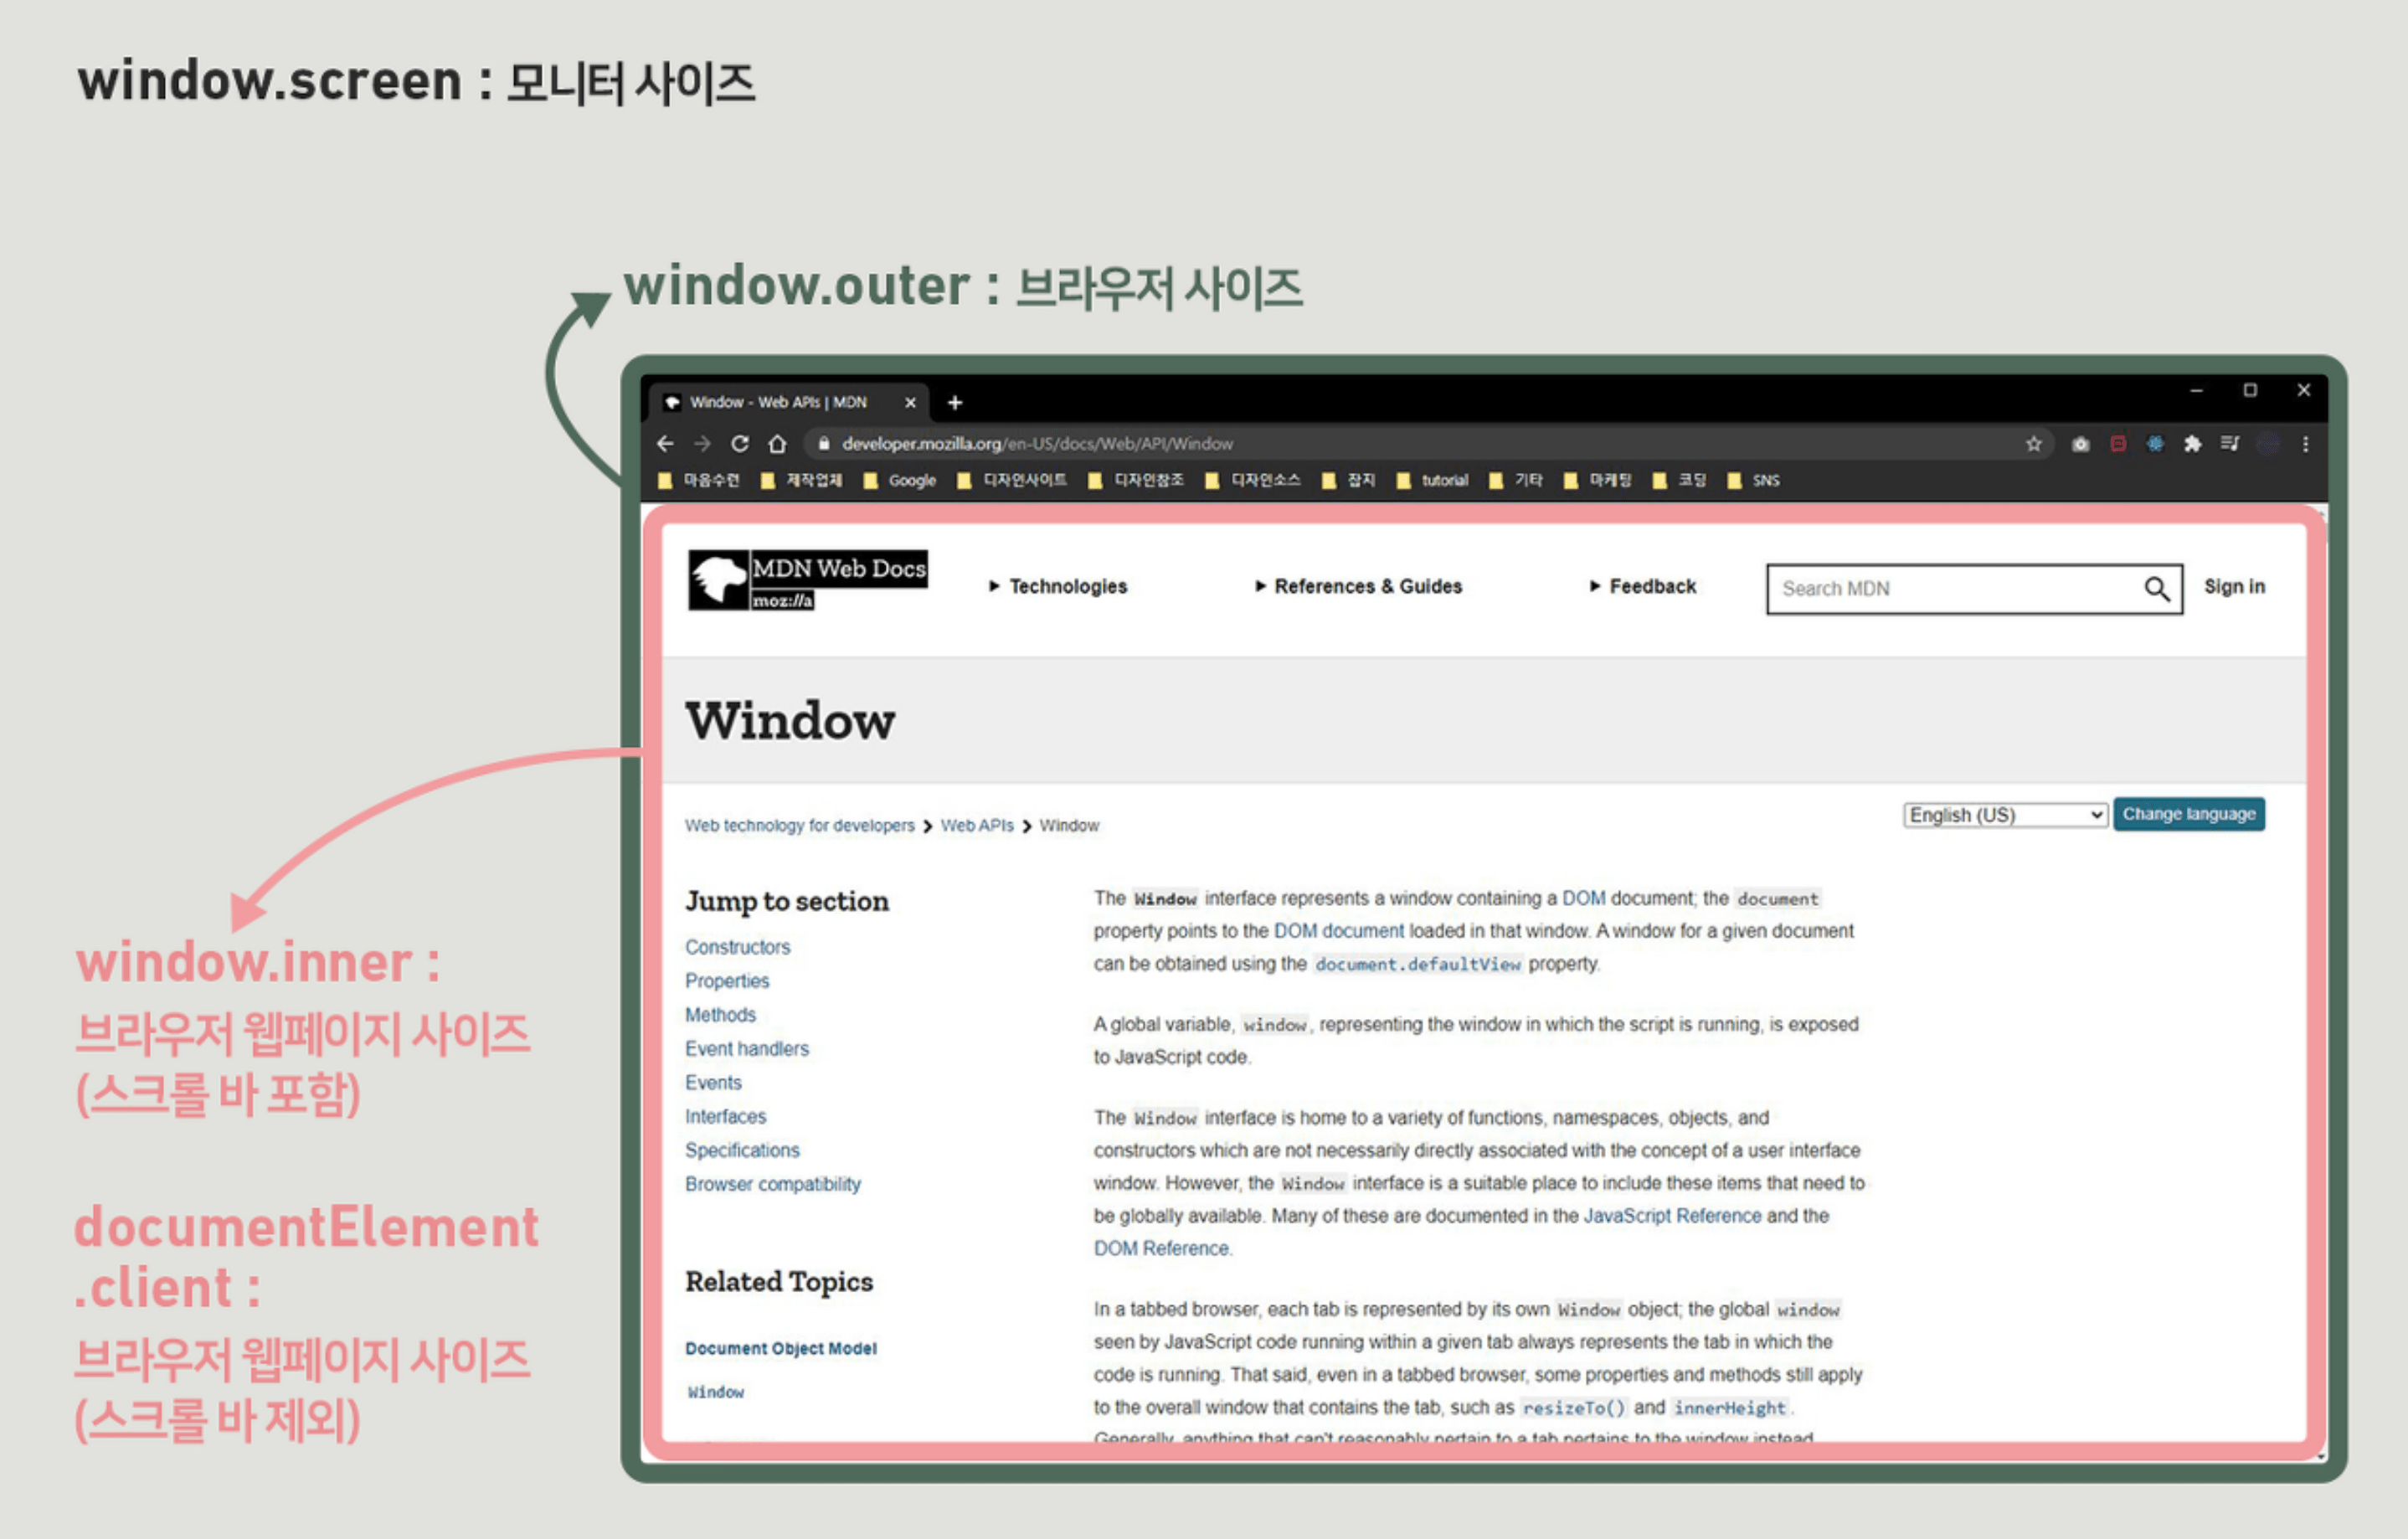 window.screen : 모니터 사이즈
window.outer : 브라우저 사이즈
Window - Web APIs | MDN
developer.mozilla.org/en-US/docs/Web/API/Window
마음수련 제작업체 Google 디자인사이트 디자인참조 디자인소스 잡지 tutorial 기타 마케팅 코딩 SNS
MDN Web Docs
moz://a
Technologies
References & Guides
Feedback
Search MDN
Sign in
Window
Web technology for developers Web APIs Window
English (US)
Change language
Jump to section
Constructors
Properties
Methods
Event handlers
Events
Interfaces
Specifications
Browser compatibility
Related Topics
Document Object Model
Window
The Window interface represents a window containing a DOM document; the document
property points to the DOM document loaded in that window. A window for a given document
can be obtained using the document.defaultView property.
A global variable, window, representing the window in which the script is running, is exposed
to JavaScript code.
The Window interface is home to a variety of functions, namespaces, objects, and
constructors which are not necessarily directly associated with the concept of a user interface
window. However, the Window interface is a suitable place to include these items that need to
be globally available. Many of these are documented in the JavaScript Reference and the
DOM Reference.
In a tabbed browser, each tab is represented by its own Window object; the global window
seen by JavaScript code running within a given tab always represents the tab in which the
code is running. That said, even in a tabbed browser, some properties and methods still apply
to the overall window that contains the tab, such as resizeTo() and innerHeight.
Generally, anything that can't reasonably pertain to a tab pertains to the window instead.
window.inner :
브라우저 웹페이지 사이즈
(스크롤 바 포함)
documentElement
.client :
브라우저 웹페이지 사이즈
(스크롤 바 제외)